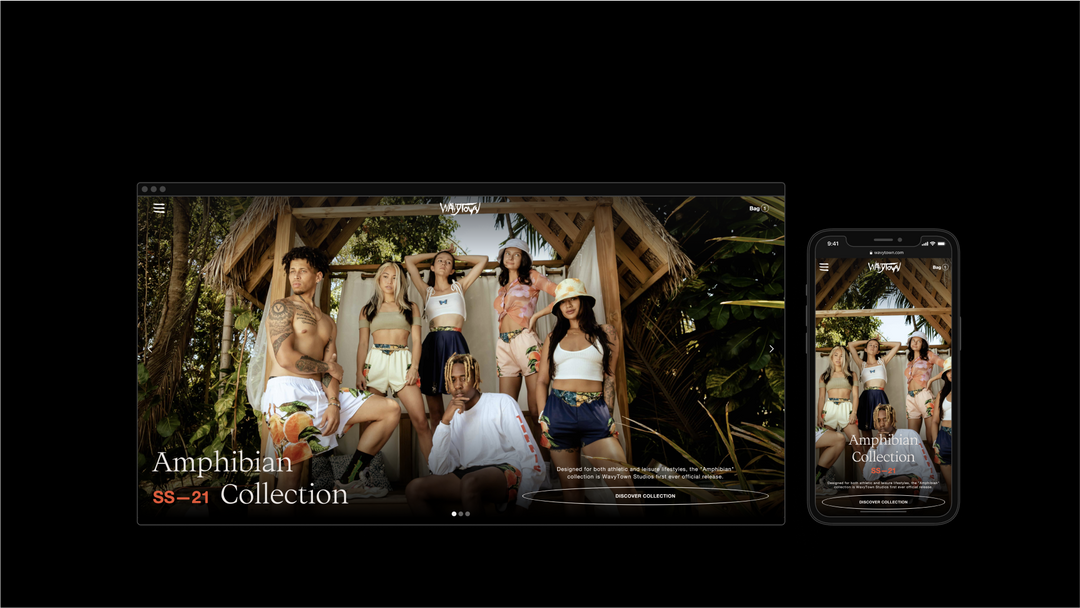 WAVYTOWN
Bag 1
Amphibian
SS—21 Collection
Designed for both athletic and leisure lifestyles, the "Amphibian"
collection is WavyTown Studios first ever official release.
DISCOVER COLLECTION
9:41
wavytown.com
WAVYTOWN
Bag 1
Amphibian
Collection
SS—21
Designed for both athletic and leisure lifestyles, the "Amphibian"
collection is WavyTown Studios first ever official release.
DISCOVER COLLECTION